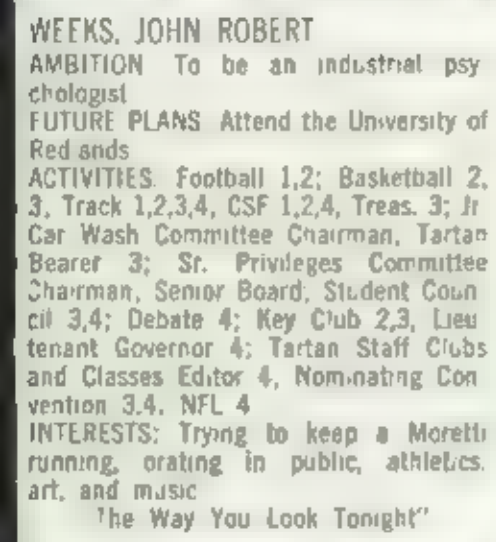 WEEKS, JOHN ROBERT
AMBITION To be an industrial psy
chologist
FUTURE PLANS Attend the University of
Red ands
ACTIVITIES. Football 1,2; Basketball 2,
3, Track 1,2,3,4, CSF 1,2,4, Treas. 3; Jr
Car Wash Committee Chairman, Tartan
Bearer 3; Sr. Privileges Committee
Chairman, Senior Board; Student Coun
cil 3,4; Debate 4; Key Club 2,3, Lieu
tenant Governor 4; Tartan Staff Clubs
and Classes Editor 4, Nominating Con
vention 3,4, NFL 4
INTERESTS: Trying to keep a Moretti
running, orating in public, athletics,
art, and music
The Way You Look Tonight"